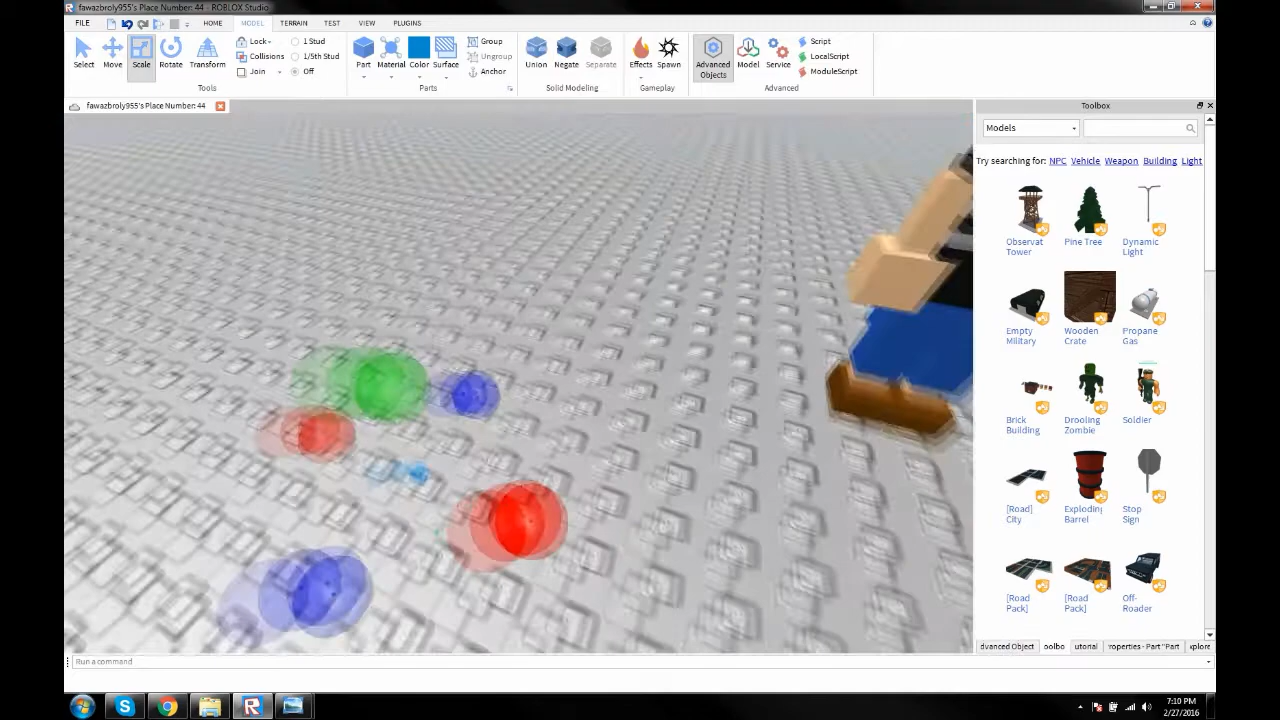 fawazbroly955's Place Number: 44 - ROBLOX Studio
FILE HOME MODEL TERRAIN TEST VIEW PLUGINS
Select Move Scale Rotate Transform
Lock 1 Stud
Collisions 1/5th Stud
Join Off
Tools
Part Material Color Surface
Group
Ungroup
Anchor
Parts
Union Negate Separate
Solid Modeling
Effects Spawn
Gameplay
Advanced Objects Model Service
Script
LocalScript
ModuleScript
Advanced
fawazbroly955's Place Number: 44
Toolbox
Models
Try searching for: NPC Vehicle Weapon Building Light
Observat Tower
Pine Tree
Dynamic Light
Empty Military
Wooden Crate
Propane Gas
Brick Building
Drooling Zombie
Soldier
[Road] City
Exploding Barrel
Stop Sign
[Road Pack]
[Road Pack]
Off-Roader
dvanced Object oolbo utorial roperties - Part "Part xplore
Run a command
7:10 PM
2/27/2016